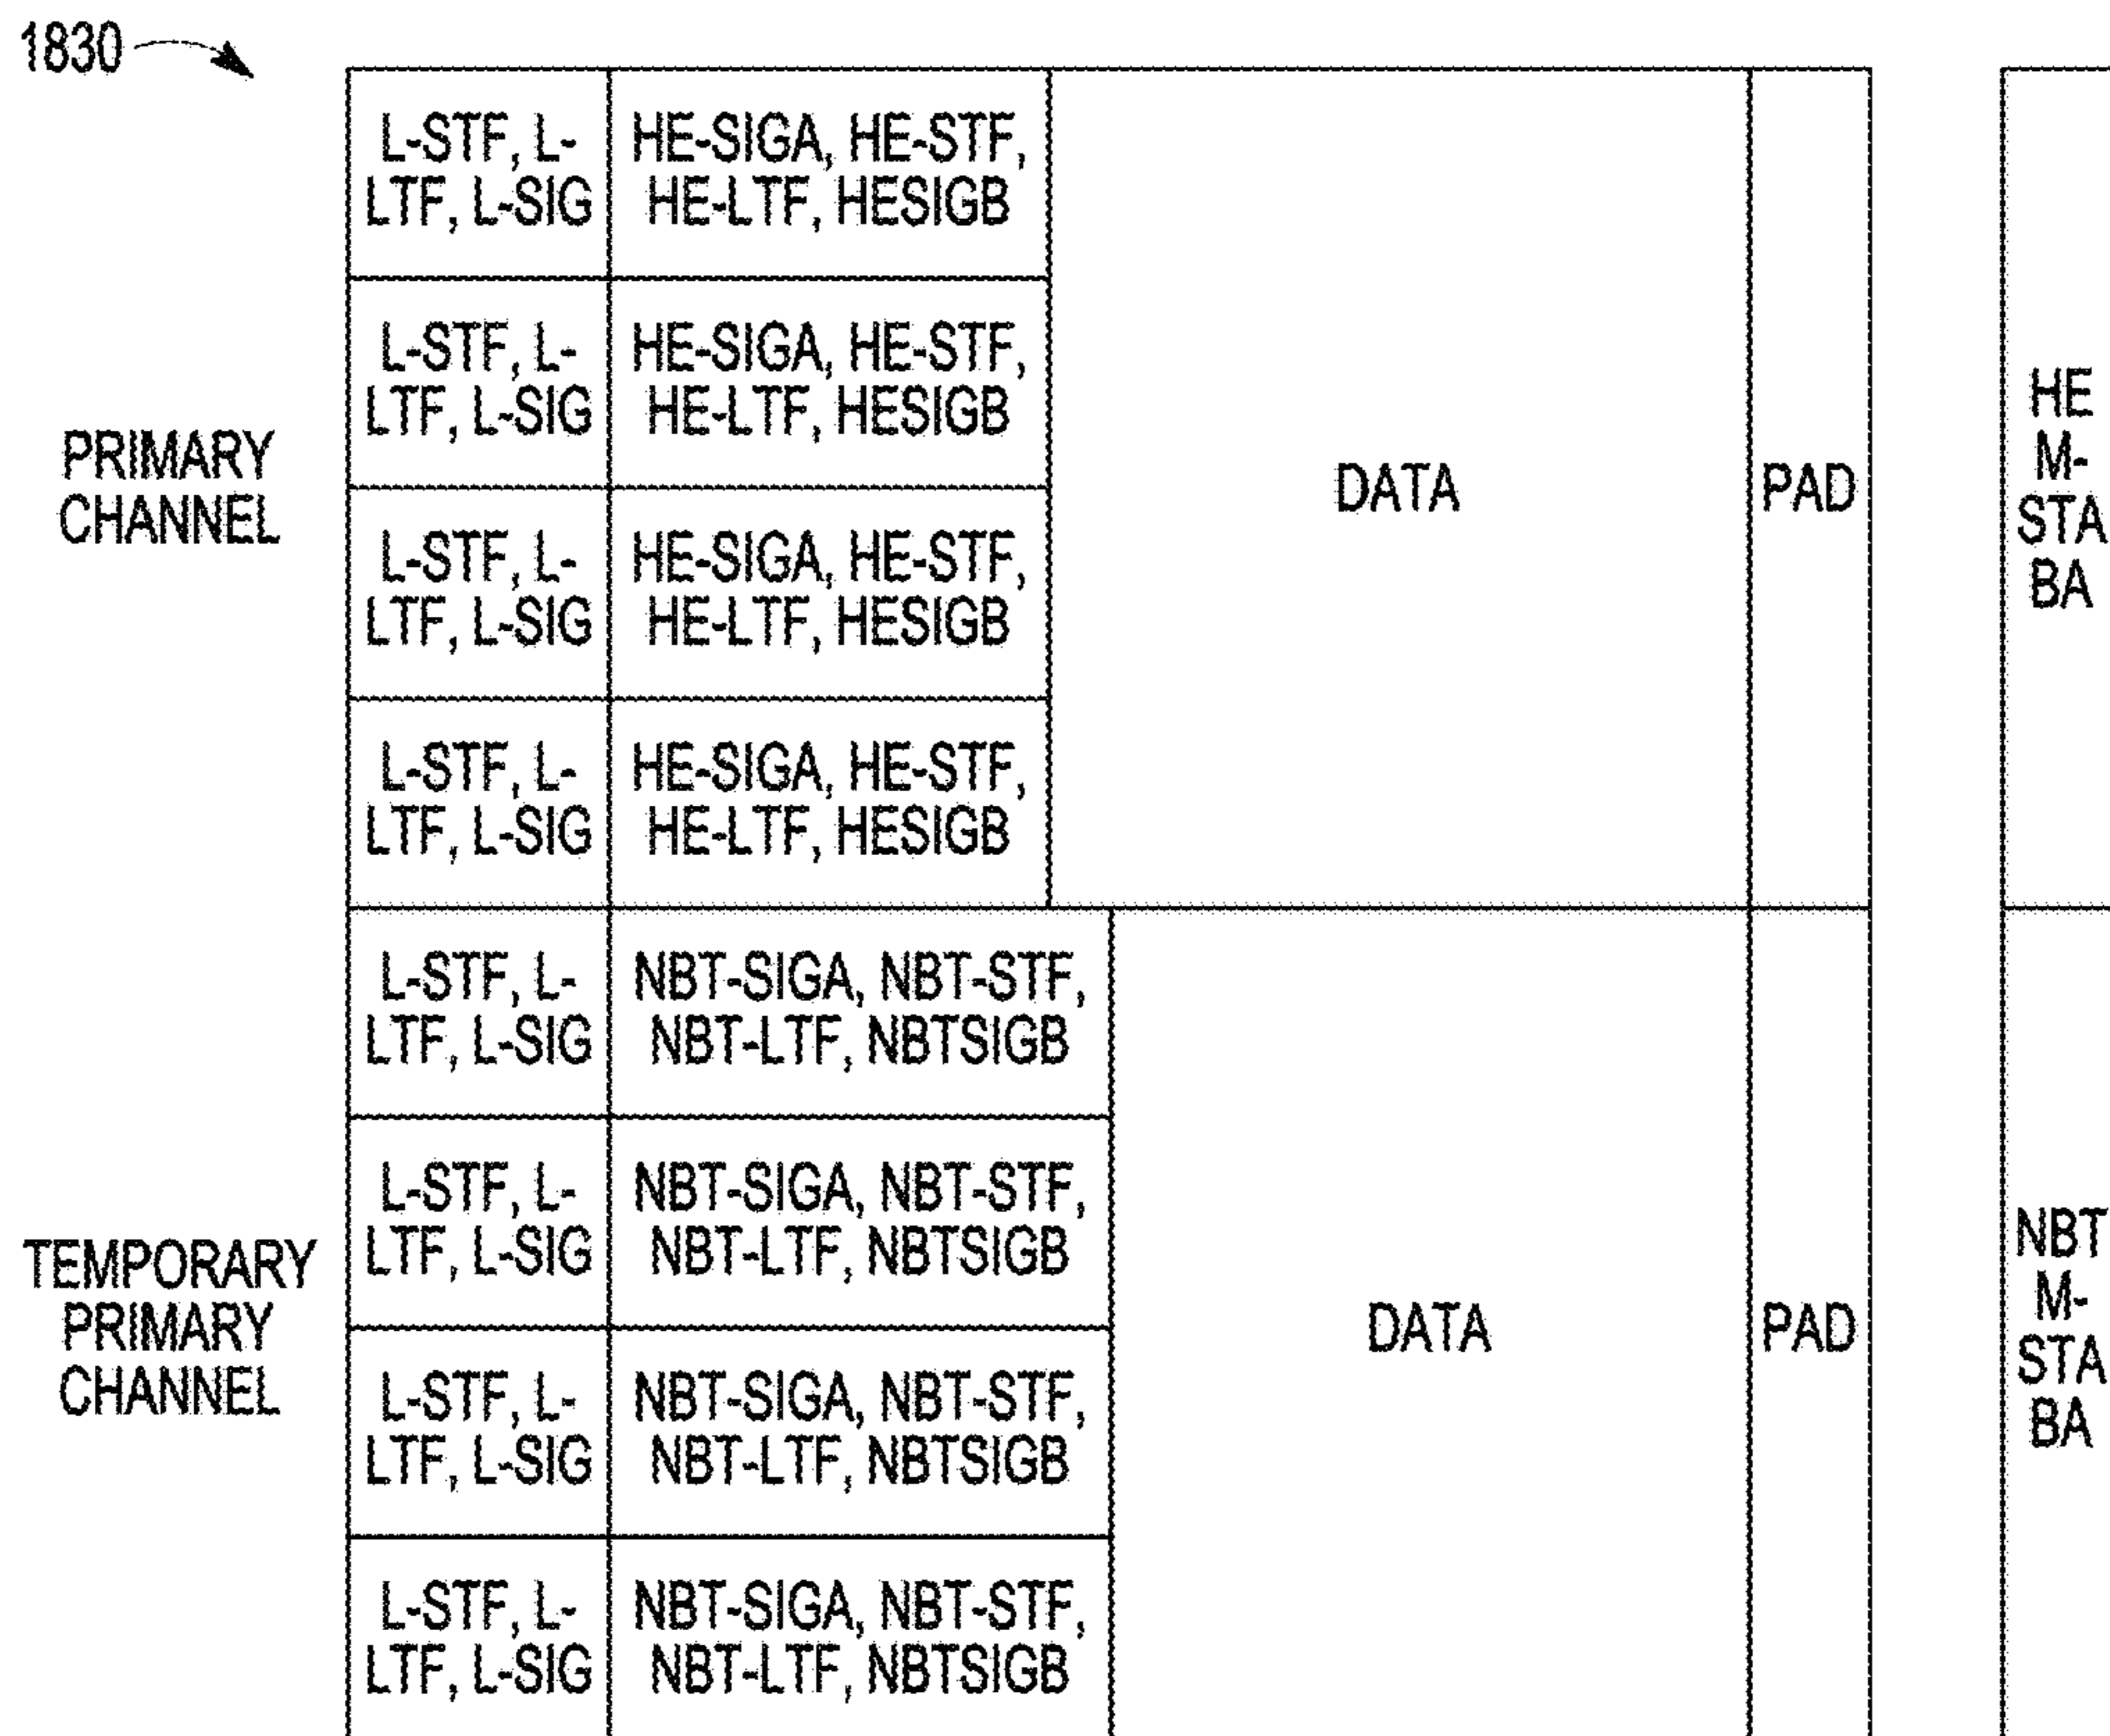 1830
PRIMARY
CHANNEL
L-STF, L-
LTF, L-SIG
HE-SIGA, HE-STF,
HE-LTF, HESIGB
L-STF, L-
LTF, L-SIG
HE-SIGA, HE-STF,
HE-LTF, HESIGB
L-STF, L-
LTF, L-SIG
HE-SIGA, HE-STF,
HE-LTF, HESIGB
L-STF, L-
LTF, L-SIG
HE-SIGA, HE-STF,
HE-LTF, HESIGB
DATA
PAD
HE
M-
STA
BA
TEMPORARY
PRIMARY
CHANNEL
L-STF, L-
LTF, L-SIG
NBT-SIGA, NBT-STF,
NBT-LTF, NBTSIGB
L-STF, L-
LTF, L-SIG
NBT-SIGA, NBT-STF,
NBT-LTF, NBTSIGB
L-STF, L-
LTF, L-SIG
NBT-SIGA, NBT-STF,
NBT-LTF, NBTSIGB
L-STF, L-
LTF, L-SIG
NBT-SIGA, NBT-STF,
NBT-LTF, NBTSIGB
DATA
PAD
NBT
M-
STA
BA